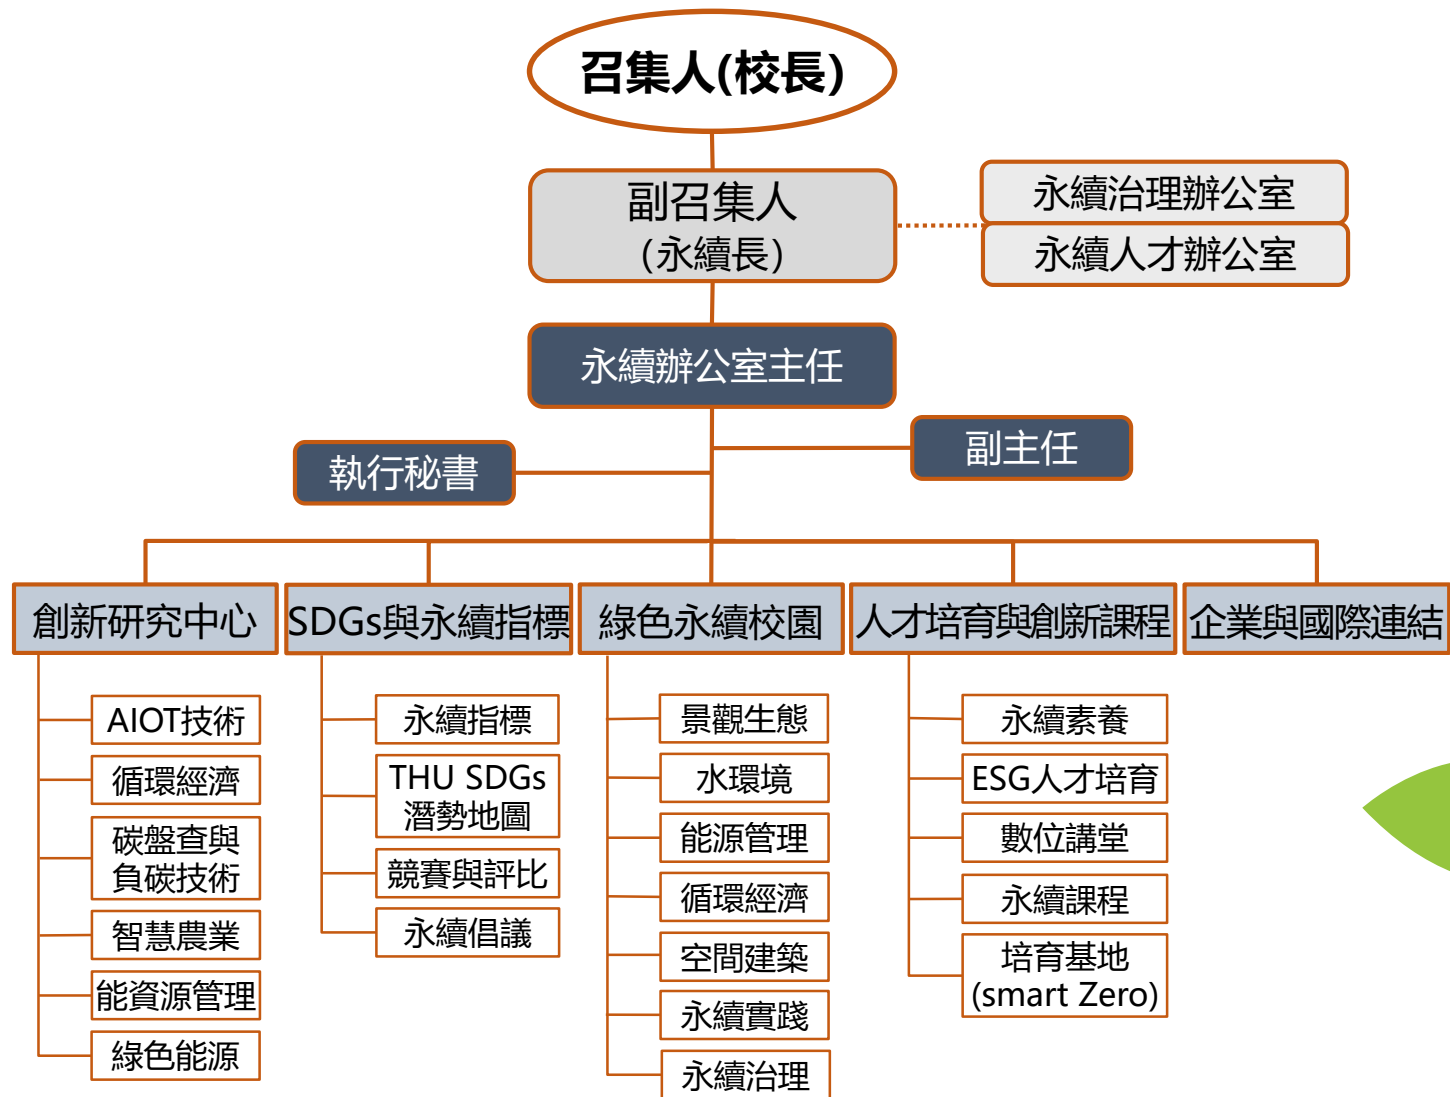 召集人(校長)
副召集人
(永續長)
永續治理辦公室
永續人才辦公室
永續辦公室主任
副主任
執行秘書
創新研究中心
SDGs與永續指標
綠色永續校園
人才培育與創新課程
企業與國際連結
AIOT技術
循環經濟
碳盤查與
負碳技術
智慧農業
能資源管理
綠色能源
永續指標
THU SDGs
潛勢地圖
競賽與評比
永續倡議
景觀生態
水環境
能源管理
循環經濟
空間建築
永續實踐
永續治理
永續素養
ESG人才培育
數位講堂
永續課程
培育基地
(smart Zero)